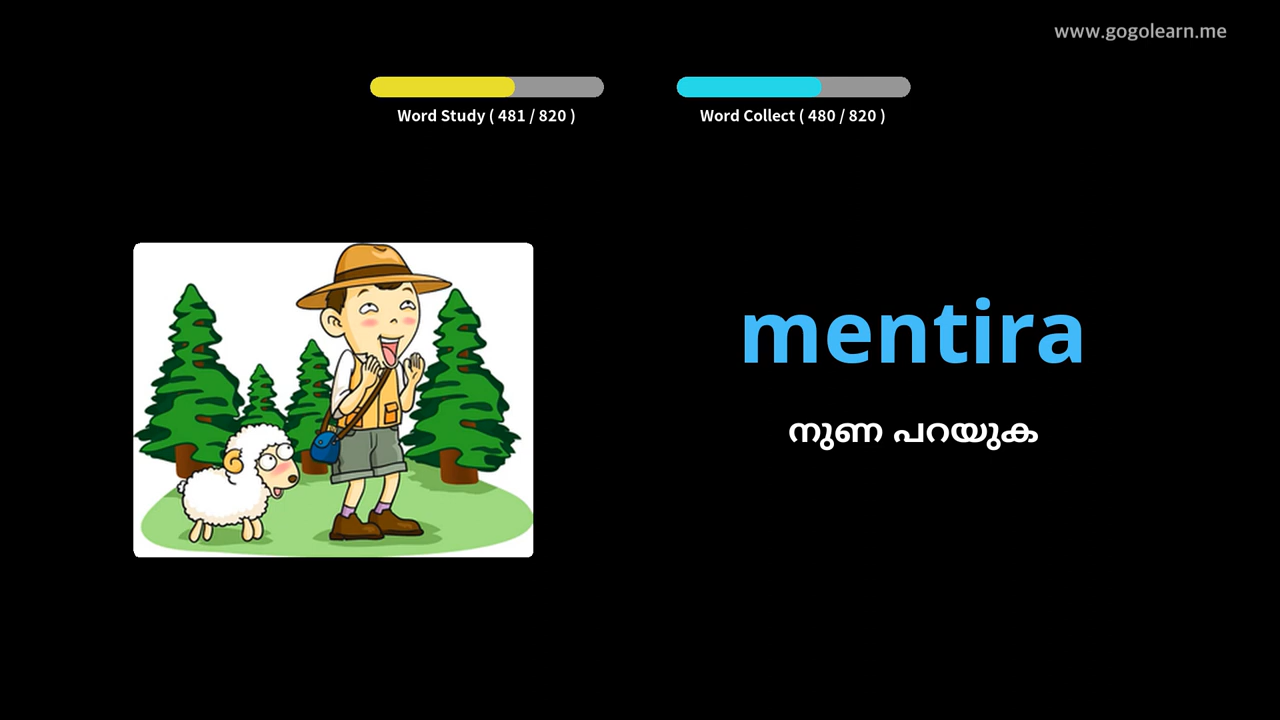 www.gogolearn.me
Word Study ( 481 / 820 )
Word Collect ( 480 / 820 )
mentira
നുണ പറയുക